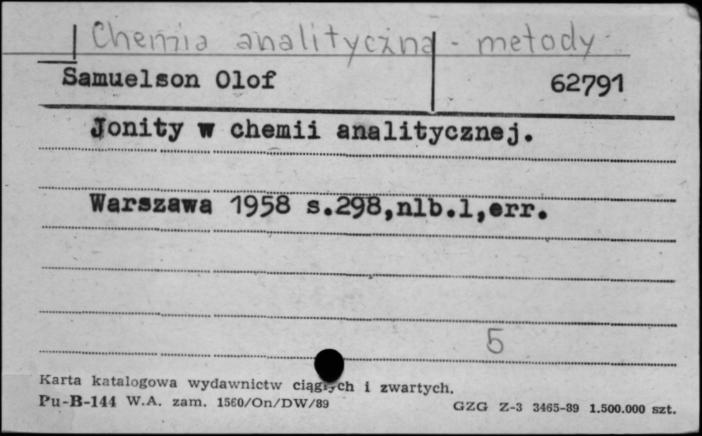 Chemia analityczna - metody
Samuelson Olof 62791
Jonity w chemii analitycznej.
Warszawa 1958 s.298,nlb.1,err.
5
Karta katalogowa wydawnictw ciągłych i zwartych.
Pu-B-144 W.A. zam. 1560/On/DW/89 GZG Z-3 3465-89 1.500.000 szt.